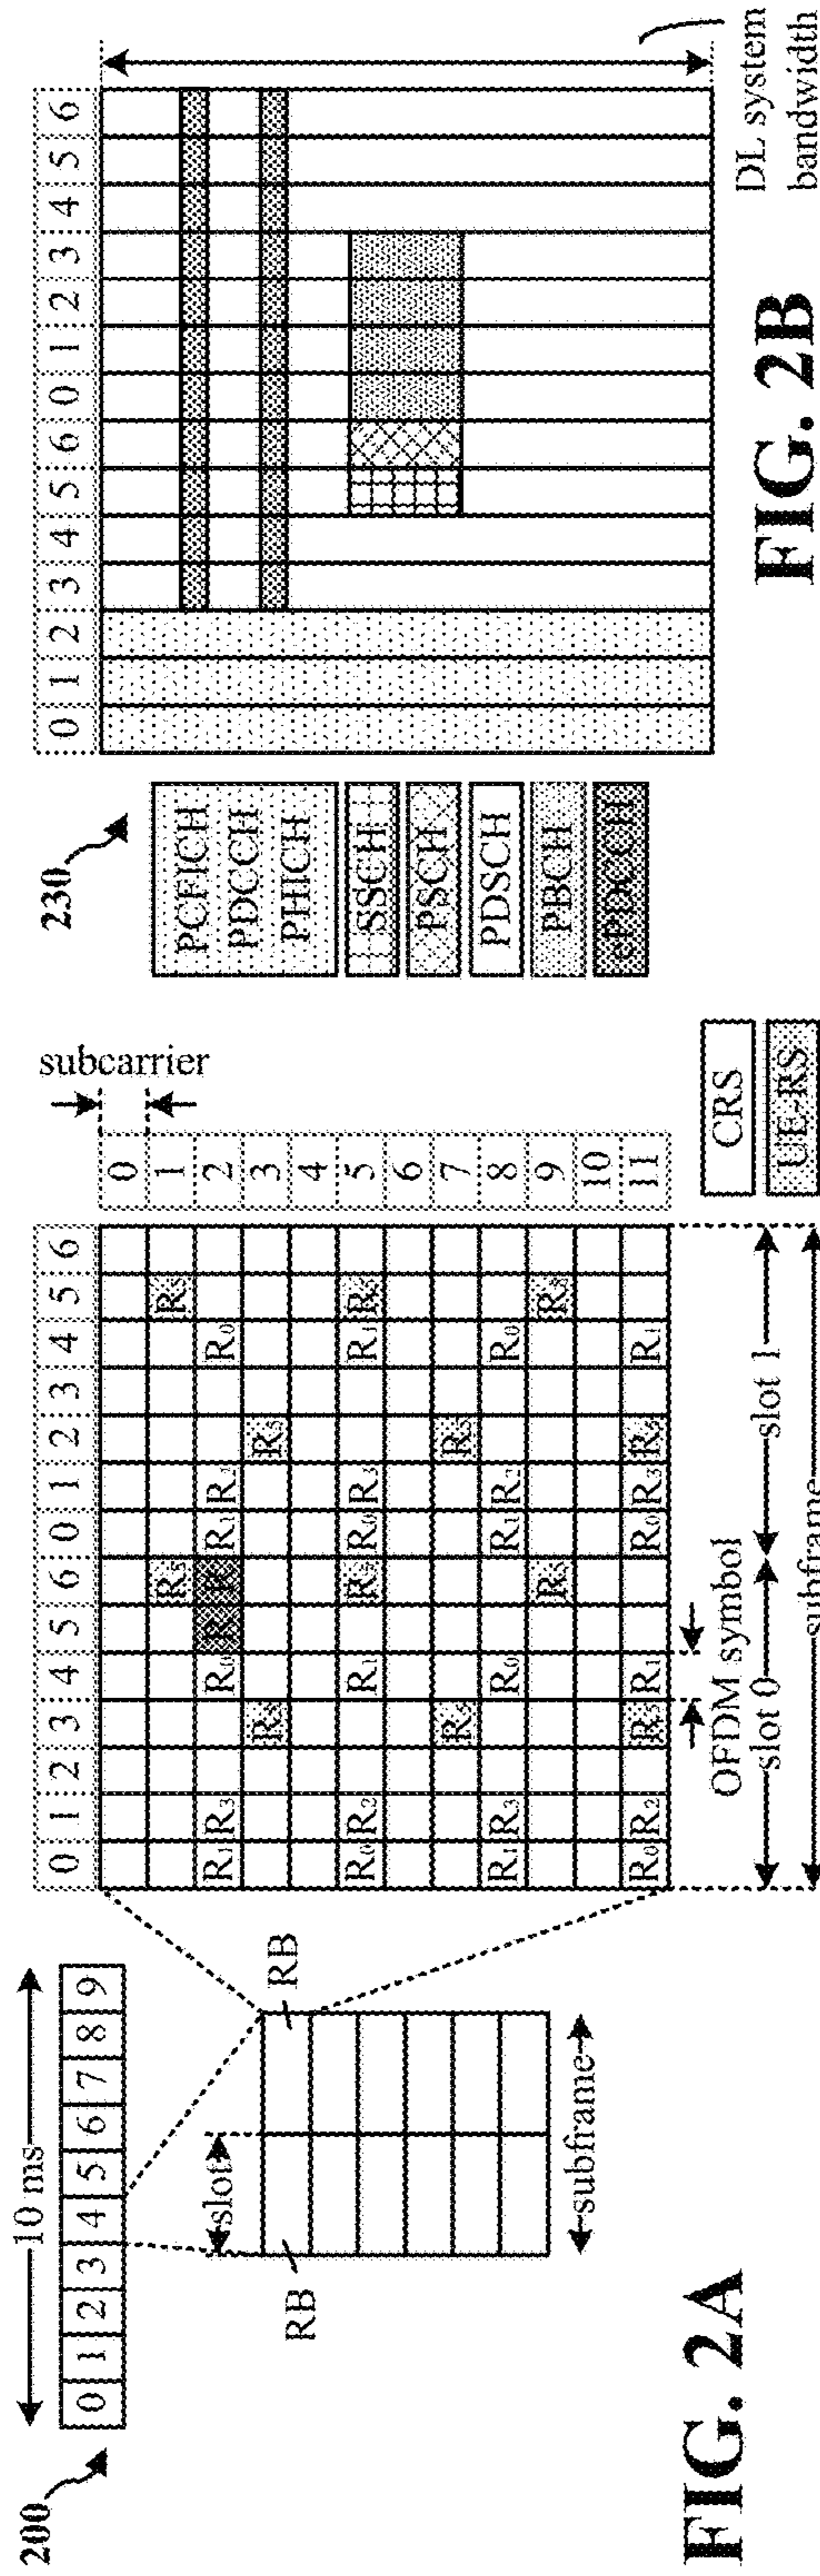 200
10 ms
0 1 2 3 4 5 6 7 8 9
RB
slot
RB
subframe
FIG. 2A
0 1 2 3 4 5 6 0 1 2 3 4 5 6
subcarrier
0
1
2
3
4
5
6
7
8
9
10
11
R5 R5
R1 R3 R0 R R R1 R2 R0
R5 R5
R0 R2 R1 R5 R0 R3 R1 R5
R5 R5
R1 R3 R0 R1 R2 R0
R5 R5
R0 R2 R5 R1 R0 R3 R5 R1
OFDM symbol
slot 0
slot 1
subframe
CRS
UE-RS
230
PCFICH
PDCCH
PHICH
SSCH
PSCH
PDSCH
PBCH
ePDCCH
0 1 2 3 4 5 6 0 1 2 3 4 5 6
DL system
bandwidth
FIG. 2B